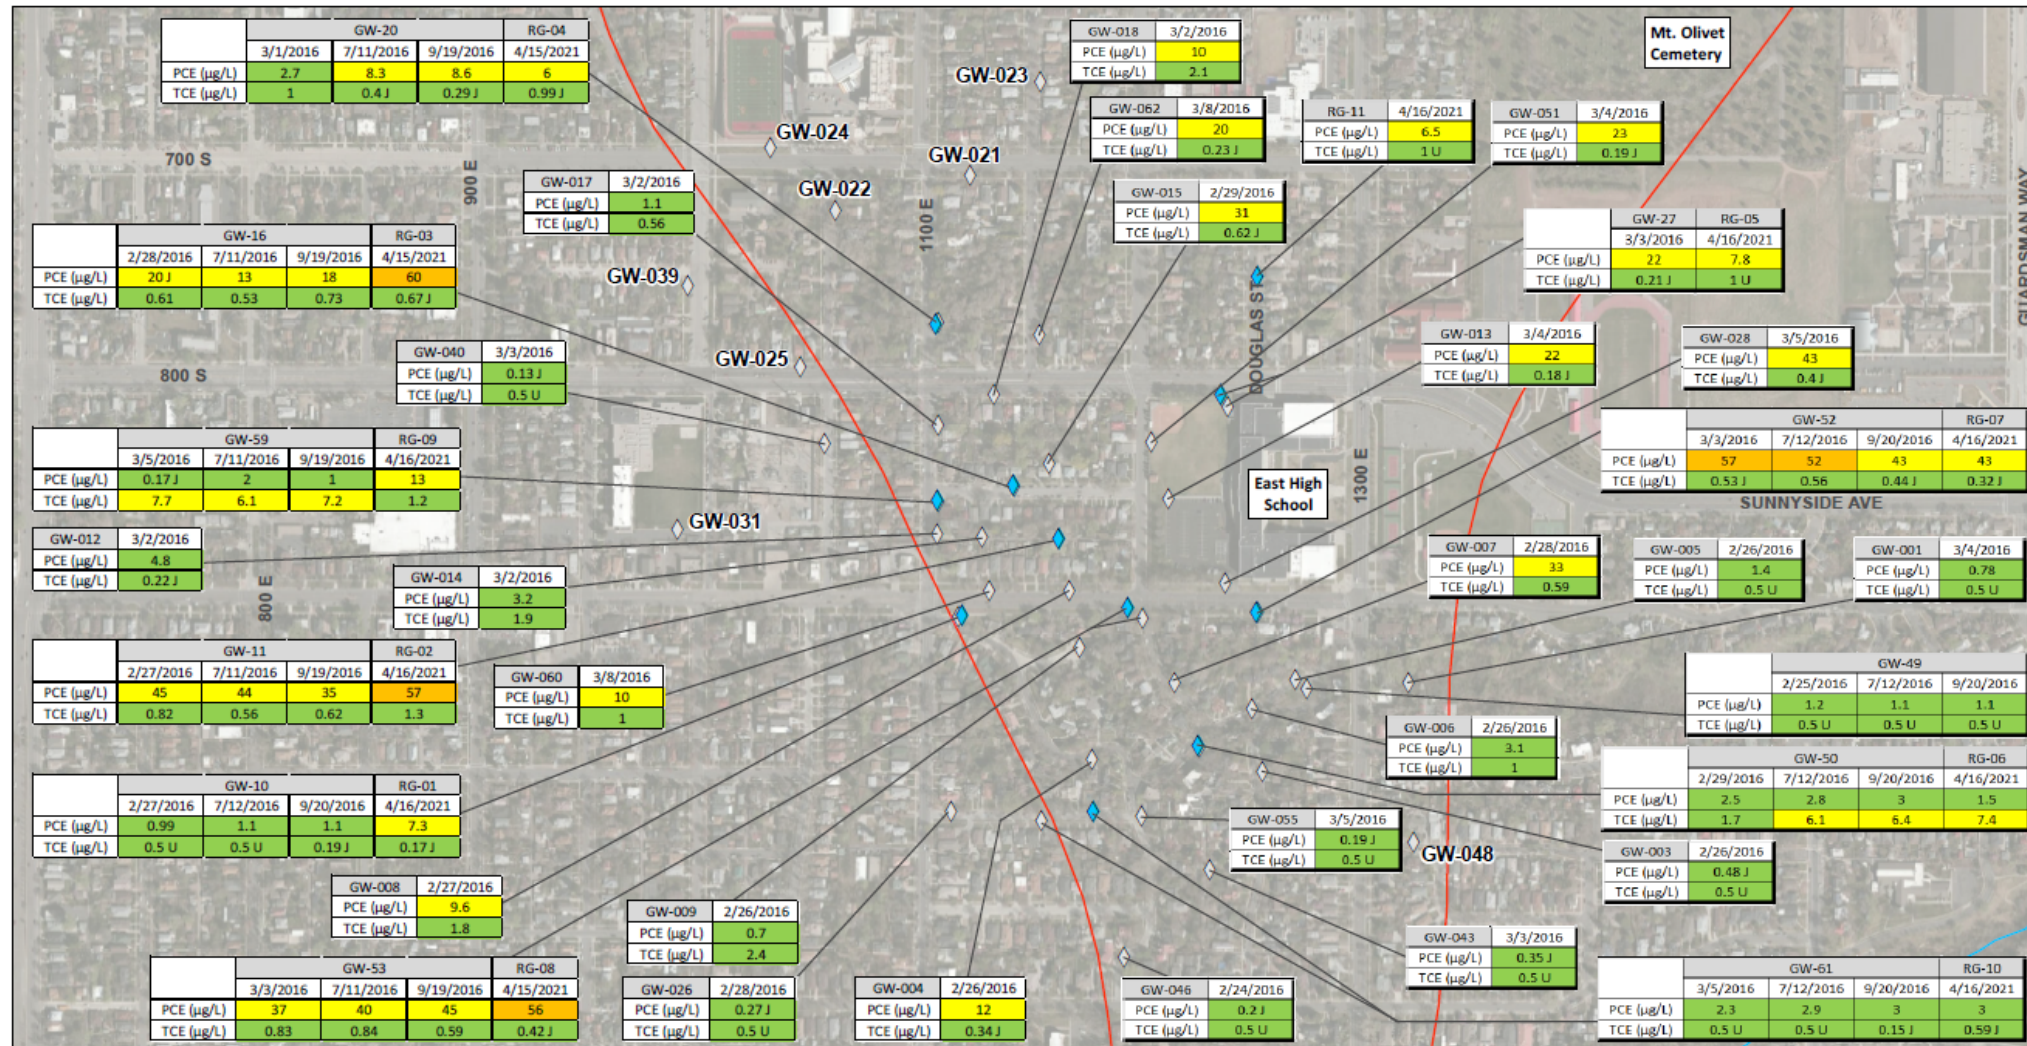 GW-20 RG-04
3/1/2016 7/11/2016 9/19/2016 4/15/2021
PCE (µg/L) 2.7 8.3 8.6 6
TCE (µg/L) 1 0.4 J 0.29 J 0.99 J
GW-018 3/2/2016
PCE (µg/L) 10
TCE (µg/L) 2.1
Mt. Olivet
Cemetery
GW-023
GW-062 3/8/2016
PCE (µg/L) 20
TCE (µg/L) 0.23 J
RG-11 4/16/2021
PCE (µg/L) 6.5
TCE (µg/L) 1 U
GW-051 3/4/2016
PCE (µg/L) 23
TCE (µg/L) 0.19 J
GW-024
700 S
900 E
GW-021
GW-022
1100 E
GW-017 3/2/2016
PCE (µg/L) 1.1
TCE (µg/L) 0.56
GW-015 2/29/2016
PCE (µg/L) 31
TCE (µg/L) 0.62 J
GUARDSMAN WAY
GW-16 RG-03
2/28/2016 7/11/2016 9/19/2016 4/15/2021
PCE (µg/L) 20 J 13 18 60
TCE (µg/L) 0.61 0.53 0.73 0.67 J
GW-27 RG-05
3/3/2016 4/16/2021
PCE (µg/L) 22 7.8
TCE (µg/L) 0.21 J 1 U
GW-039
DOUGLAS ST
GW-013 3/4/2016
PCE (µg/L) 22
TCE (µg/L) 0.18 J
GW-028 3/5/2016
PCE (µg/L) 43
TCE (µg/L) 0.4 J
GW-040 3/3/2016
PCE (µg/L) 0.13 J
TCE (µg/L) 0.5 U
GW-025
800 S
GW-52 RG-07
3/3/2016 7/12/2016 9/20/2016 4/16/2021
PCE (µg/L) 57 52 43 43
TCE (µg/L) 0.53 J 0.56 0.44 J 0.32 J
GW-59 RG-09
3/5/2016 7/11/2016 9/19/2016 4/16/2021
PCE (µg/L) 0.17 J 2 1 13
TCE (µg/L) 7.7 6.1 7.2 1.2
East High
School
1300 E
SUNNYSIDE AVE
GW-031
GW-012 3/2/2016
PCE (µg/L) 4.8
TCE (µg/L) 0.22 J
GW-007 2/28/2016
PCE (µg/L) 33
TCE (µg/L) 0.59
GW-005 2/26/2016
PCE (µg/L) 1.4
TCE (µg/L) 0.5 U
GW-001 3/4/2016
PCE (µg/L) 0.78
TCE (µg/L) 0.5 U
800 E
GW-014 3/2/2016
PCE (µg/L) 3.2
TCE (µg/L) 1.9
GW-11 RG-02
2/27/2016 7/11/2016 9/19/2016 4/16/2021
PCE (µg/L) 45 44 35 57
TCE (µg/L) 0.82 0.56 0.62 1.3
GW-060 3/8/2016
PCE (µg/L) 10
TCE (µg/L) 1
GW-49
2/25/2016 7/12/2016 9/20/2016
PCE (µg/L) 1.2 1.1 1.1
TCE (µg/L) 0.5 U 0.5 U 0.5 U
GW-006 2/26/2016
PCE (µg/L) 3.1
TCE (µg/L) 1
GW-50 RG-06
2/29/2016 7/12/2016 9/20/2016 4/16/2021
PCE (µg/L) 2.5 2.8 3 1.5
TCE (µg/L) 1.7 6.1 6.4 7.4
GW-10 RG-01
2/27/2016 7/12/2016 9/20/2016 4/16/2021
PCE (µg/L) 0.99 1.1 1.1 7.3
TCE (µg/L) 0.5 U 0.5 U 0.19 J 0.17 J
GW-055 3/5/2016
PCE (µg/L) 0.19 J
TCE (µg/L) 0.5 U
GW-048
GW-003 2/26/2016
PCE (µg/L) 0.48 J
TCE (µg/L) 0.5 U
GW-008 2/27/2016
PCE (µg/L) 9.6
TCE (µg/L) 1.8
GW-009 2/26/2016
PCE (µg/L) 0.7
TCE (µg/L) 2.4
GW-043 3/3/2016
PCE (µg/L) 0.35 J
TCE (µg/L) 0.5 U
GW-53 RG-08
3/3/2016 7/11/2016 9/19/2016 4/15/2021
PCE (µg/L) 37 40 45 56
TCE (µg/L) 0.83 0.84 0.59 0.42 J
GW-026 2/28/2016
PCE (µg/L) 0.27 J
TCE (µg/L) 0.5 U
GW-004 2/26/2016
PCE (µg/L) 12
TCE (µg/L) 0.34 J
GW-046 2/24/2016
PCE (µg/L) 0.2 J
TCE (µg/L) 0.5 U
GW-61 RG-10
3/5/2016 7/12/2016 9/20/2016 4/16/2021
PCE (µg/L) 2.3 2.9 3 3
TCE (µg/L) 0.5 U 0.5 U 0.15 J 0.59 J